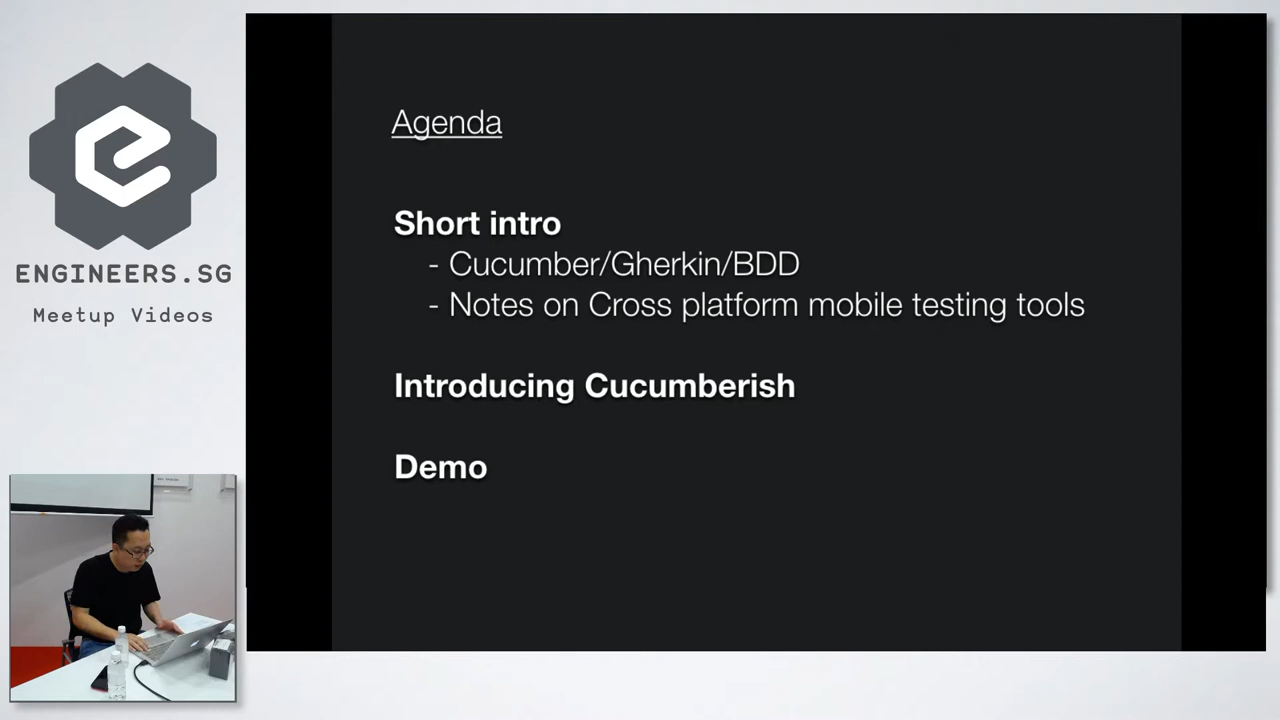 ENGINEERS.SG
Meetup Videos
Agenda
Short intro
- Cucumber/Gherkin/BDD
- Notes on Cross platform mobile testing tools
Introducing Cucumberish
Demo